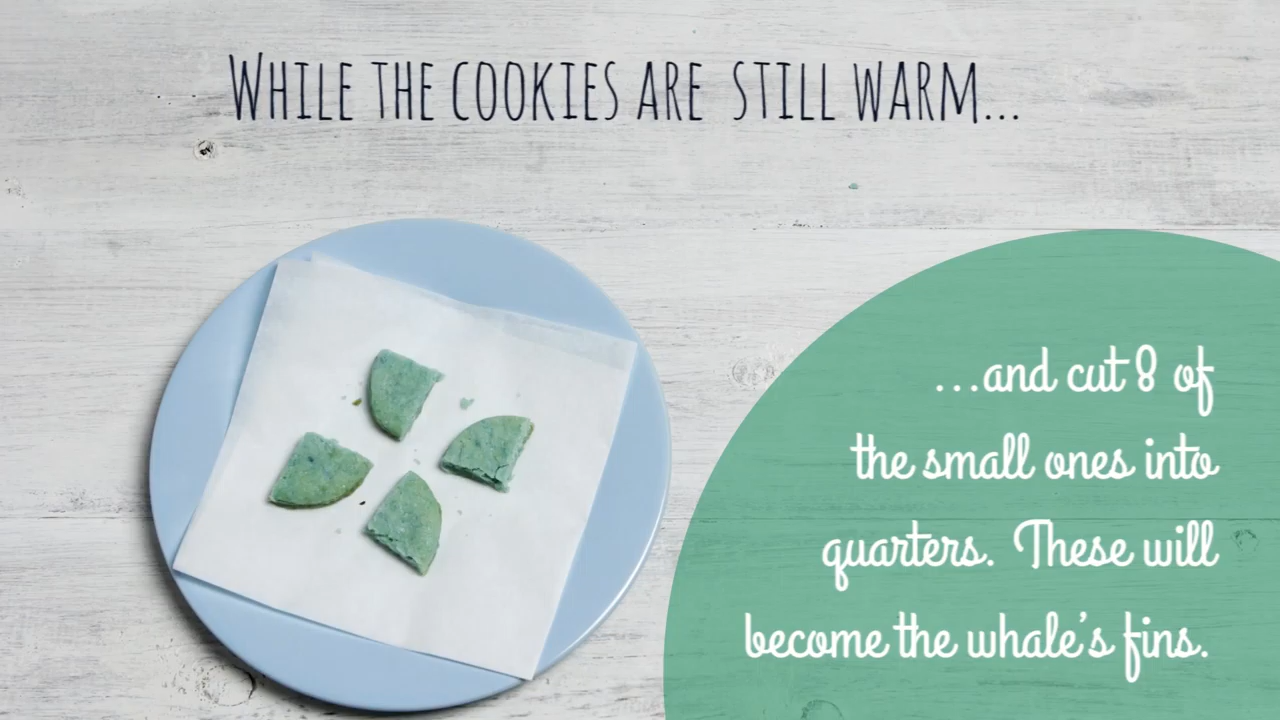 While the cookies are still warm...
...and cut 8 of
the small ones into
quarters. These will
become the whale's fins.